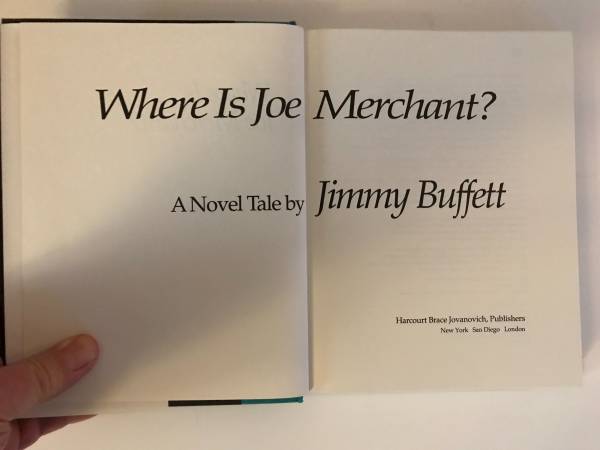 Where Is Joe Merchant?
A Novel Tale by Jimmy Buffett
Harcourt Brace Jovanovich, Publishers
New York San Diego London